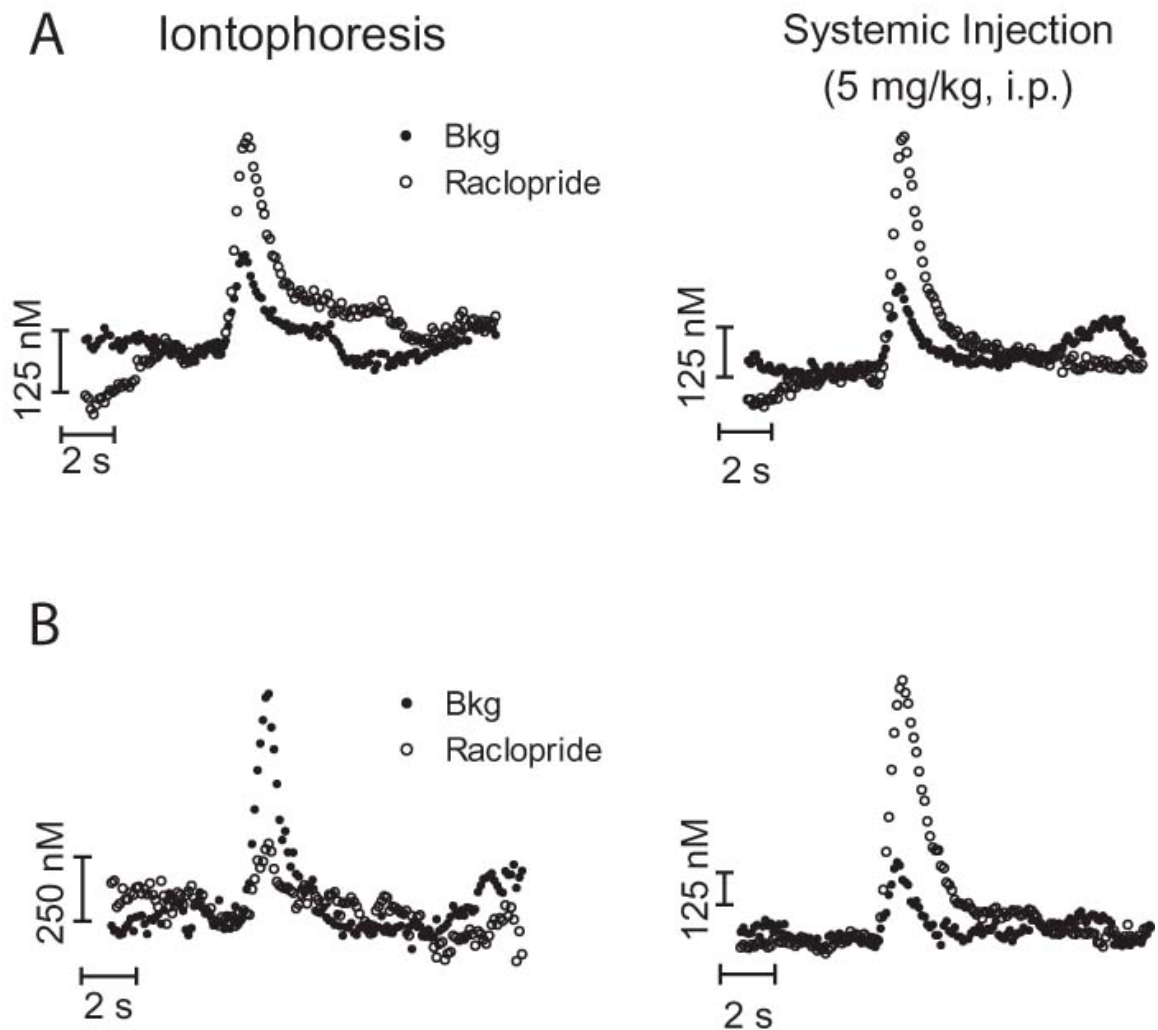 A
Iontophoresis
Systemic Injection
(5 mg/kg, i.p.)
Bkg
Raclopride
125 nM
2 s
125 nM
2 s
B
Bkg
Raclopride
250 nM
2 s
125 nM
2 s